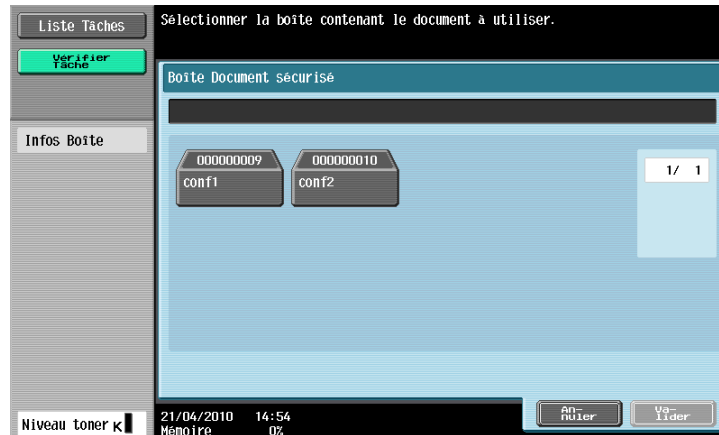 Liste Tâches
Sélectionner la boîte contenant le document à utiliser.
Vérifier
Tâche
Boîte Document sécurisé
Infos Boîte
000000009
conf1
000000010
conf2
1/ 1
An-
nuler
Va-
lider
21/04/2010 14:54
Mémoire 0%
Niveau toner K